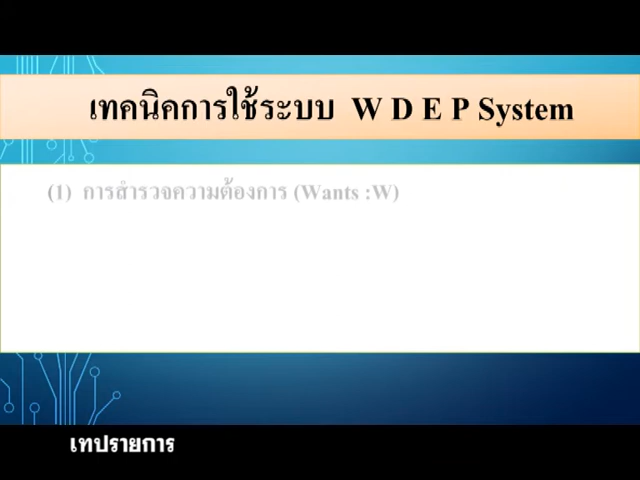 เทคนิคการใช้ระบบ W D E P System
(1) การสำรวจความต้องการ (Wants :W)
เทปรายการ